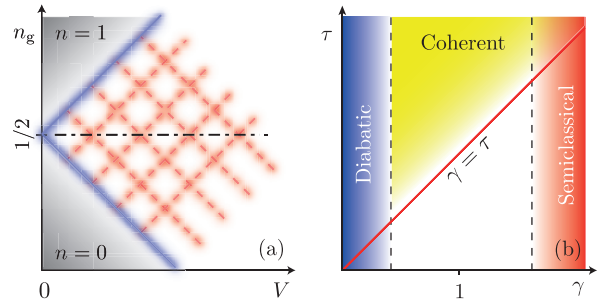 n_g
n = 1
1/2
n = 0
(a)
0
V
τ
Coherent
Diabatic
γ = τ
Semiclassical
(b)
1
γ